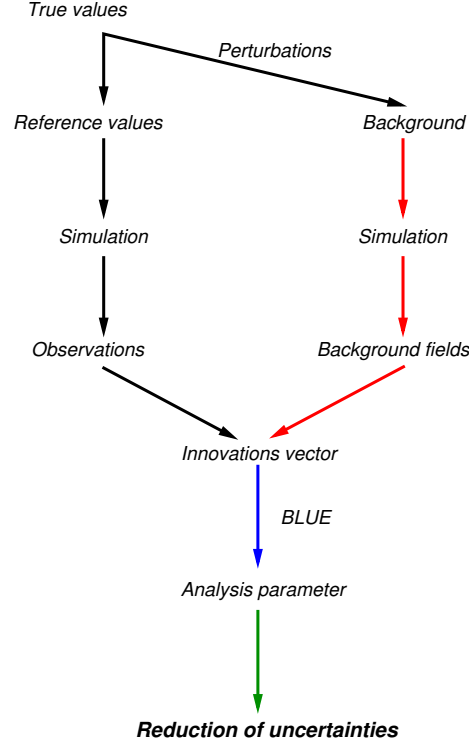 True values
Perturbations
Reference values
Background
Simulation
Simulation
Observations
Background fields
Innovations vector
BLUE
Analysis parameter
Reduction of uncertainties